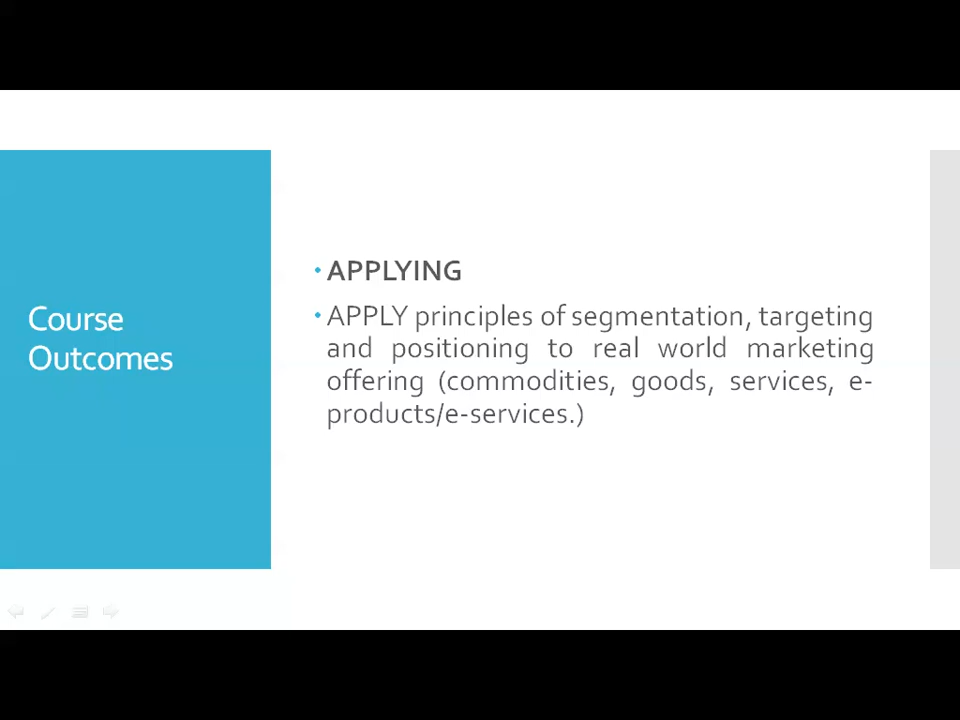 Course
Outcomes
• APPLYING
• APPLY principles of segmentation, targeting
and positioning to real world marketing
offering (commodities, goods, services, e-
products/e-services.)